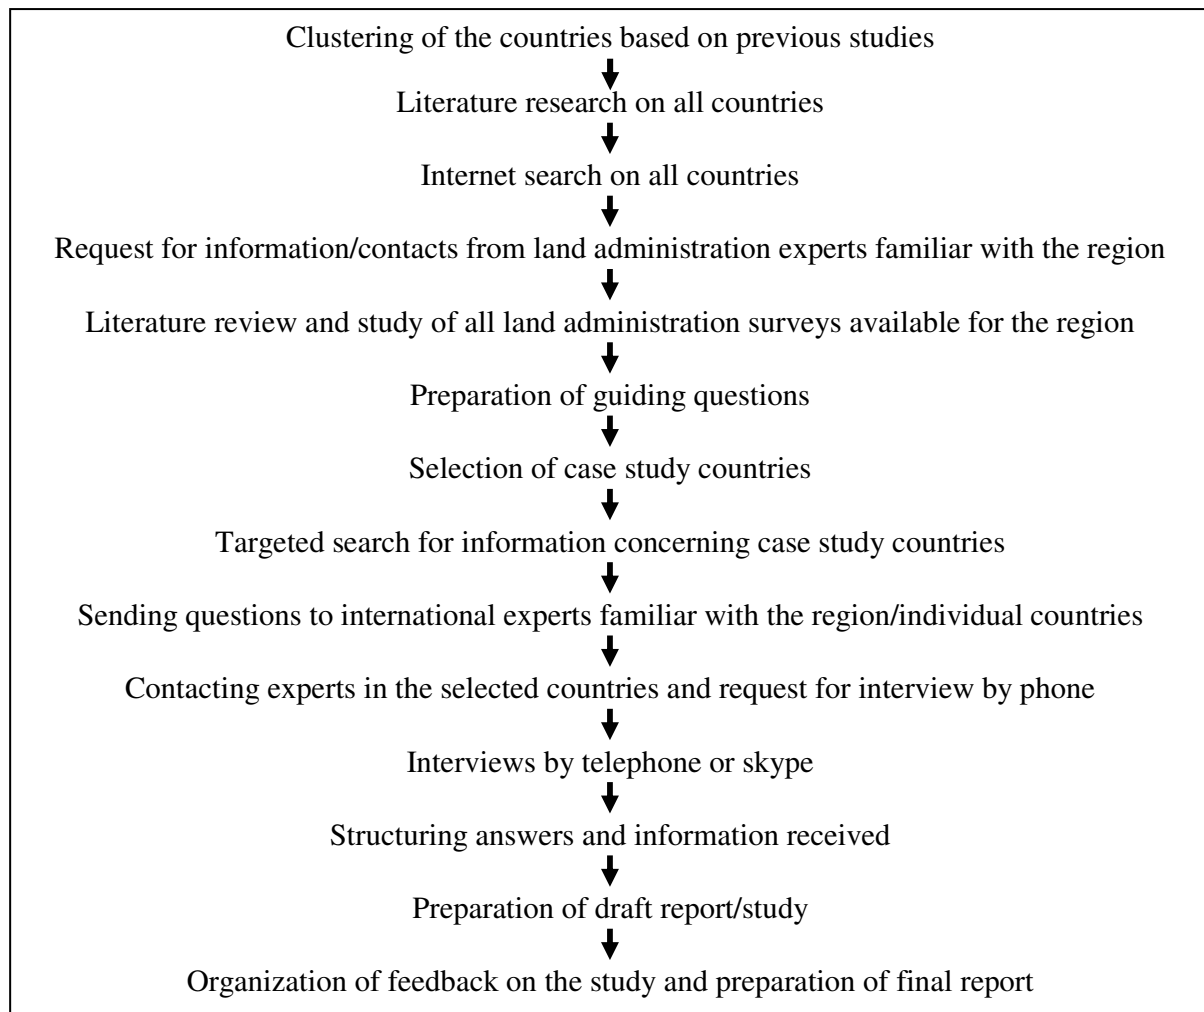 Clustering of the countries based on previous studies
Literature research on all countries
Internet search on all countries
Request for information/contacts from land administration experts familiar with the region
Literature review and study of all land administration surveys available for the region
Preparation of guiding questions
Selection of case study countries
Targeted search for information concerning case study countries
Sending questions to international experts familiar with the region/individual countries
Contacting experts in the selected countries and request for interview by phone
Interviews by telephone or skype
Structuring answers and information received
Preparation of draft report/study
Organization of feedback on the study and preparation of final report